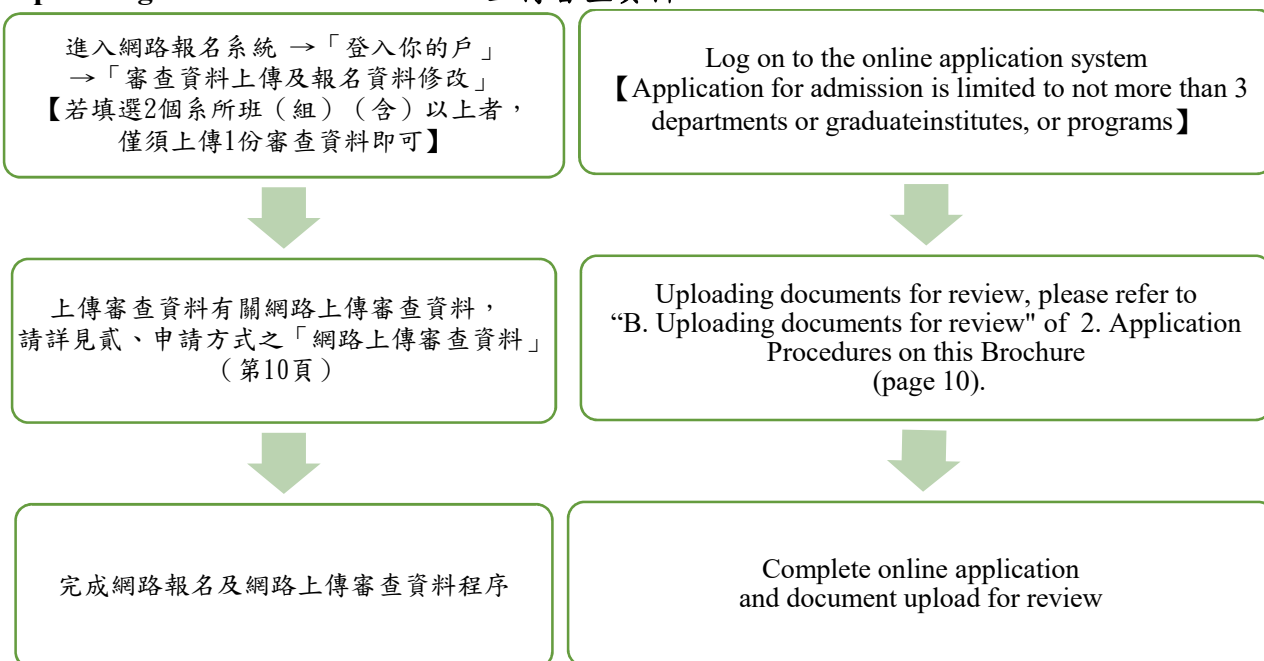 進入網路報名系統 →「登入你的戶」
→「審查資料上傳及報名資料修改」
【若填選2個系所班（組）（含）以上者，
僅須上傳1份審查資料即可】
Log on to the online application system
【Application for admission is limited to not more than 3
departments or graduateinstitutes, or programs】
上傳審查資料有關網路上傳審查資料，
請詳見貳、申請方式之「網路上傳審查資料」
（第10頁）
Uploading documents for review, please refer to
“B. Uploading documents for review" of 2. Application
Procedures on this Brochure
(page 10).
完成網路報名及網路上傳審查資料程序
Complete online application
and document upload for review